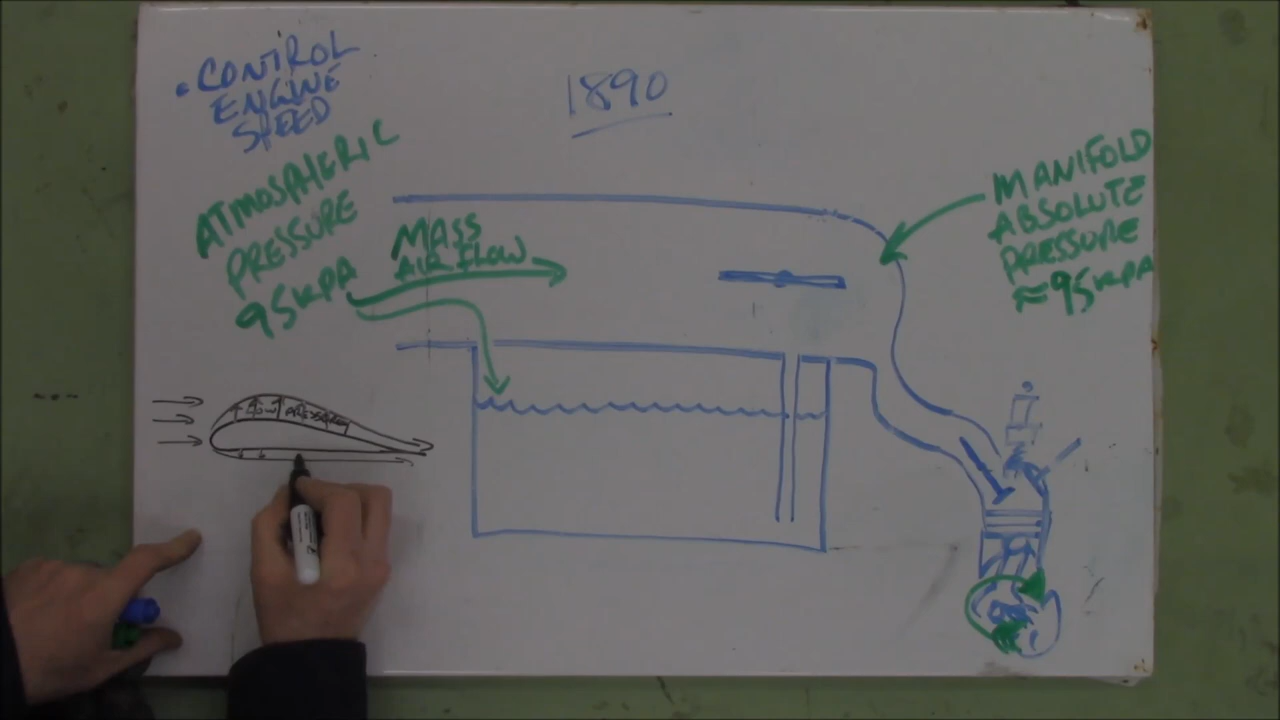 • CONTROL
ENGINE
SPEED
1890
ATMOSPHERIC
PRESSURE
95KPA
MASS
AIR FLOW
MANIFOLD
ABSOLUTE
PRESSURE
≈95KPA
LOW PRESSURE